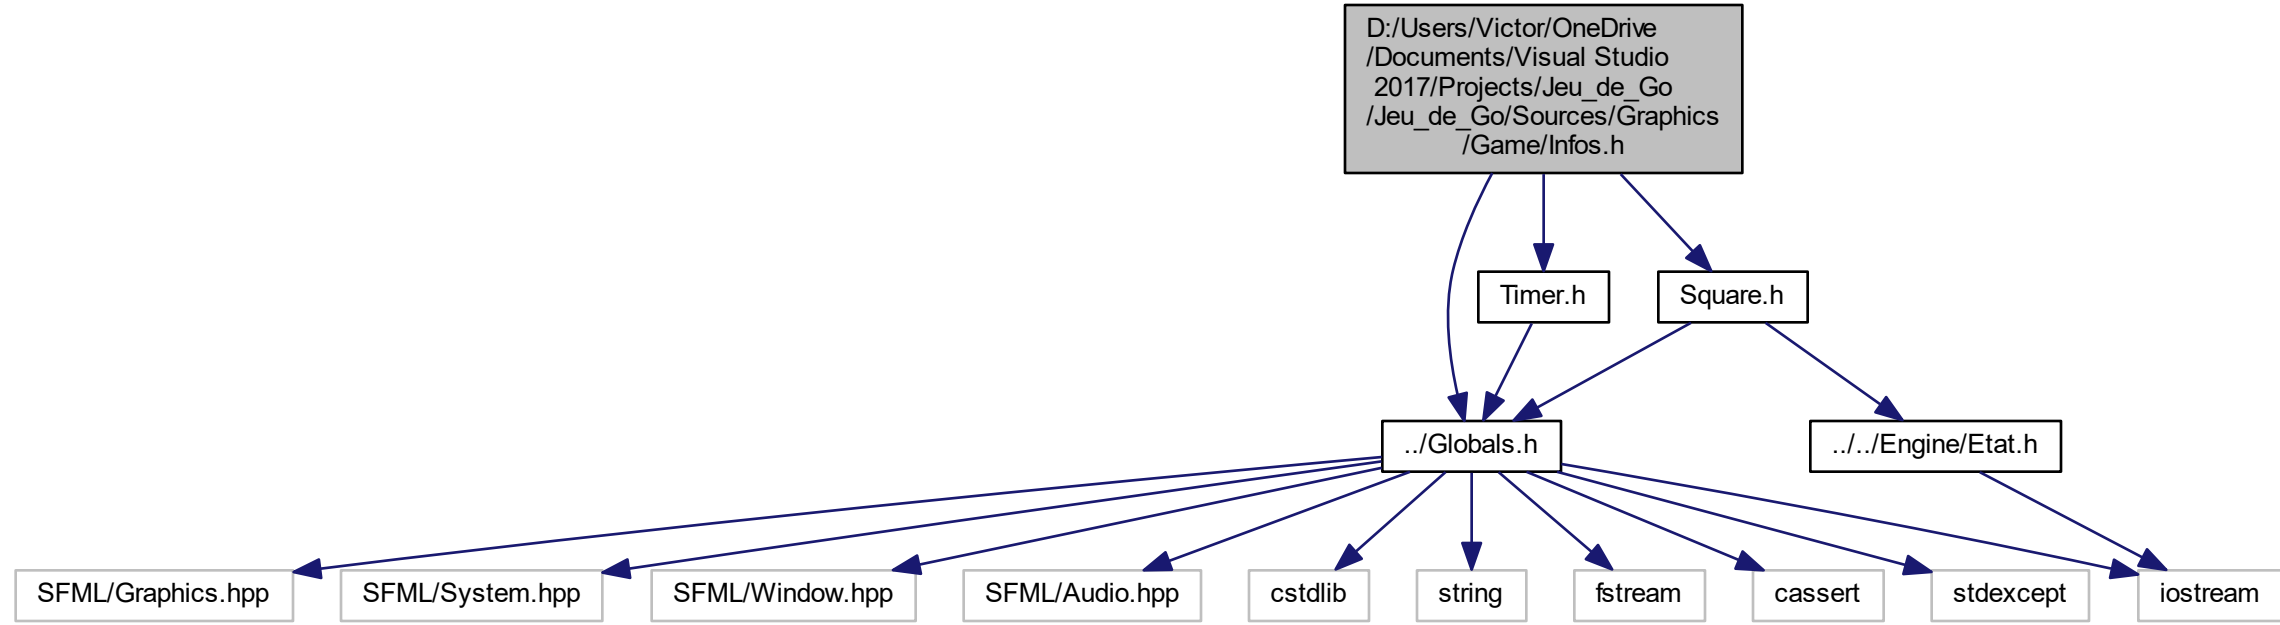 D:/Users/Victor/OneDrive
/Documents/Visual Studio
2017/Projects/Jeu_de_Go
/Jeu_de_Go/Sources/Graphics
/Game/Infos.h
Timer.h
Square.h
../Globals.h
../../Engine/Etat.h
SFML/Graphics.hpp
SFML/System.hpp
SFML/Window.hpp
SFML/Audio.hpp
cstdlib
string
fstream
cassert
stdexcept
iostream